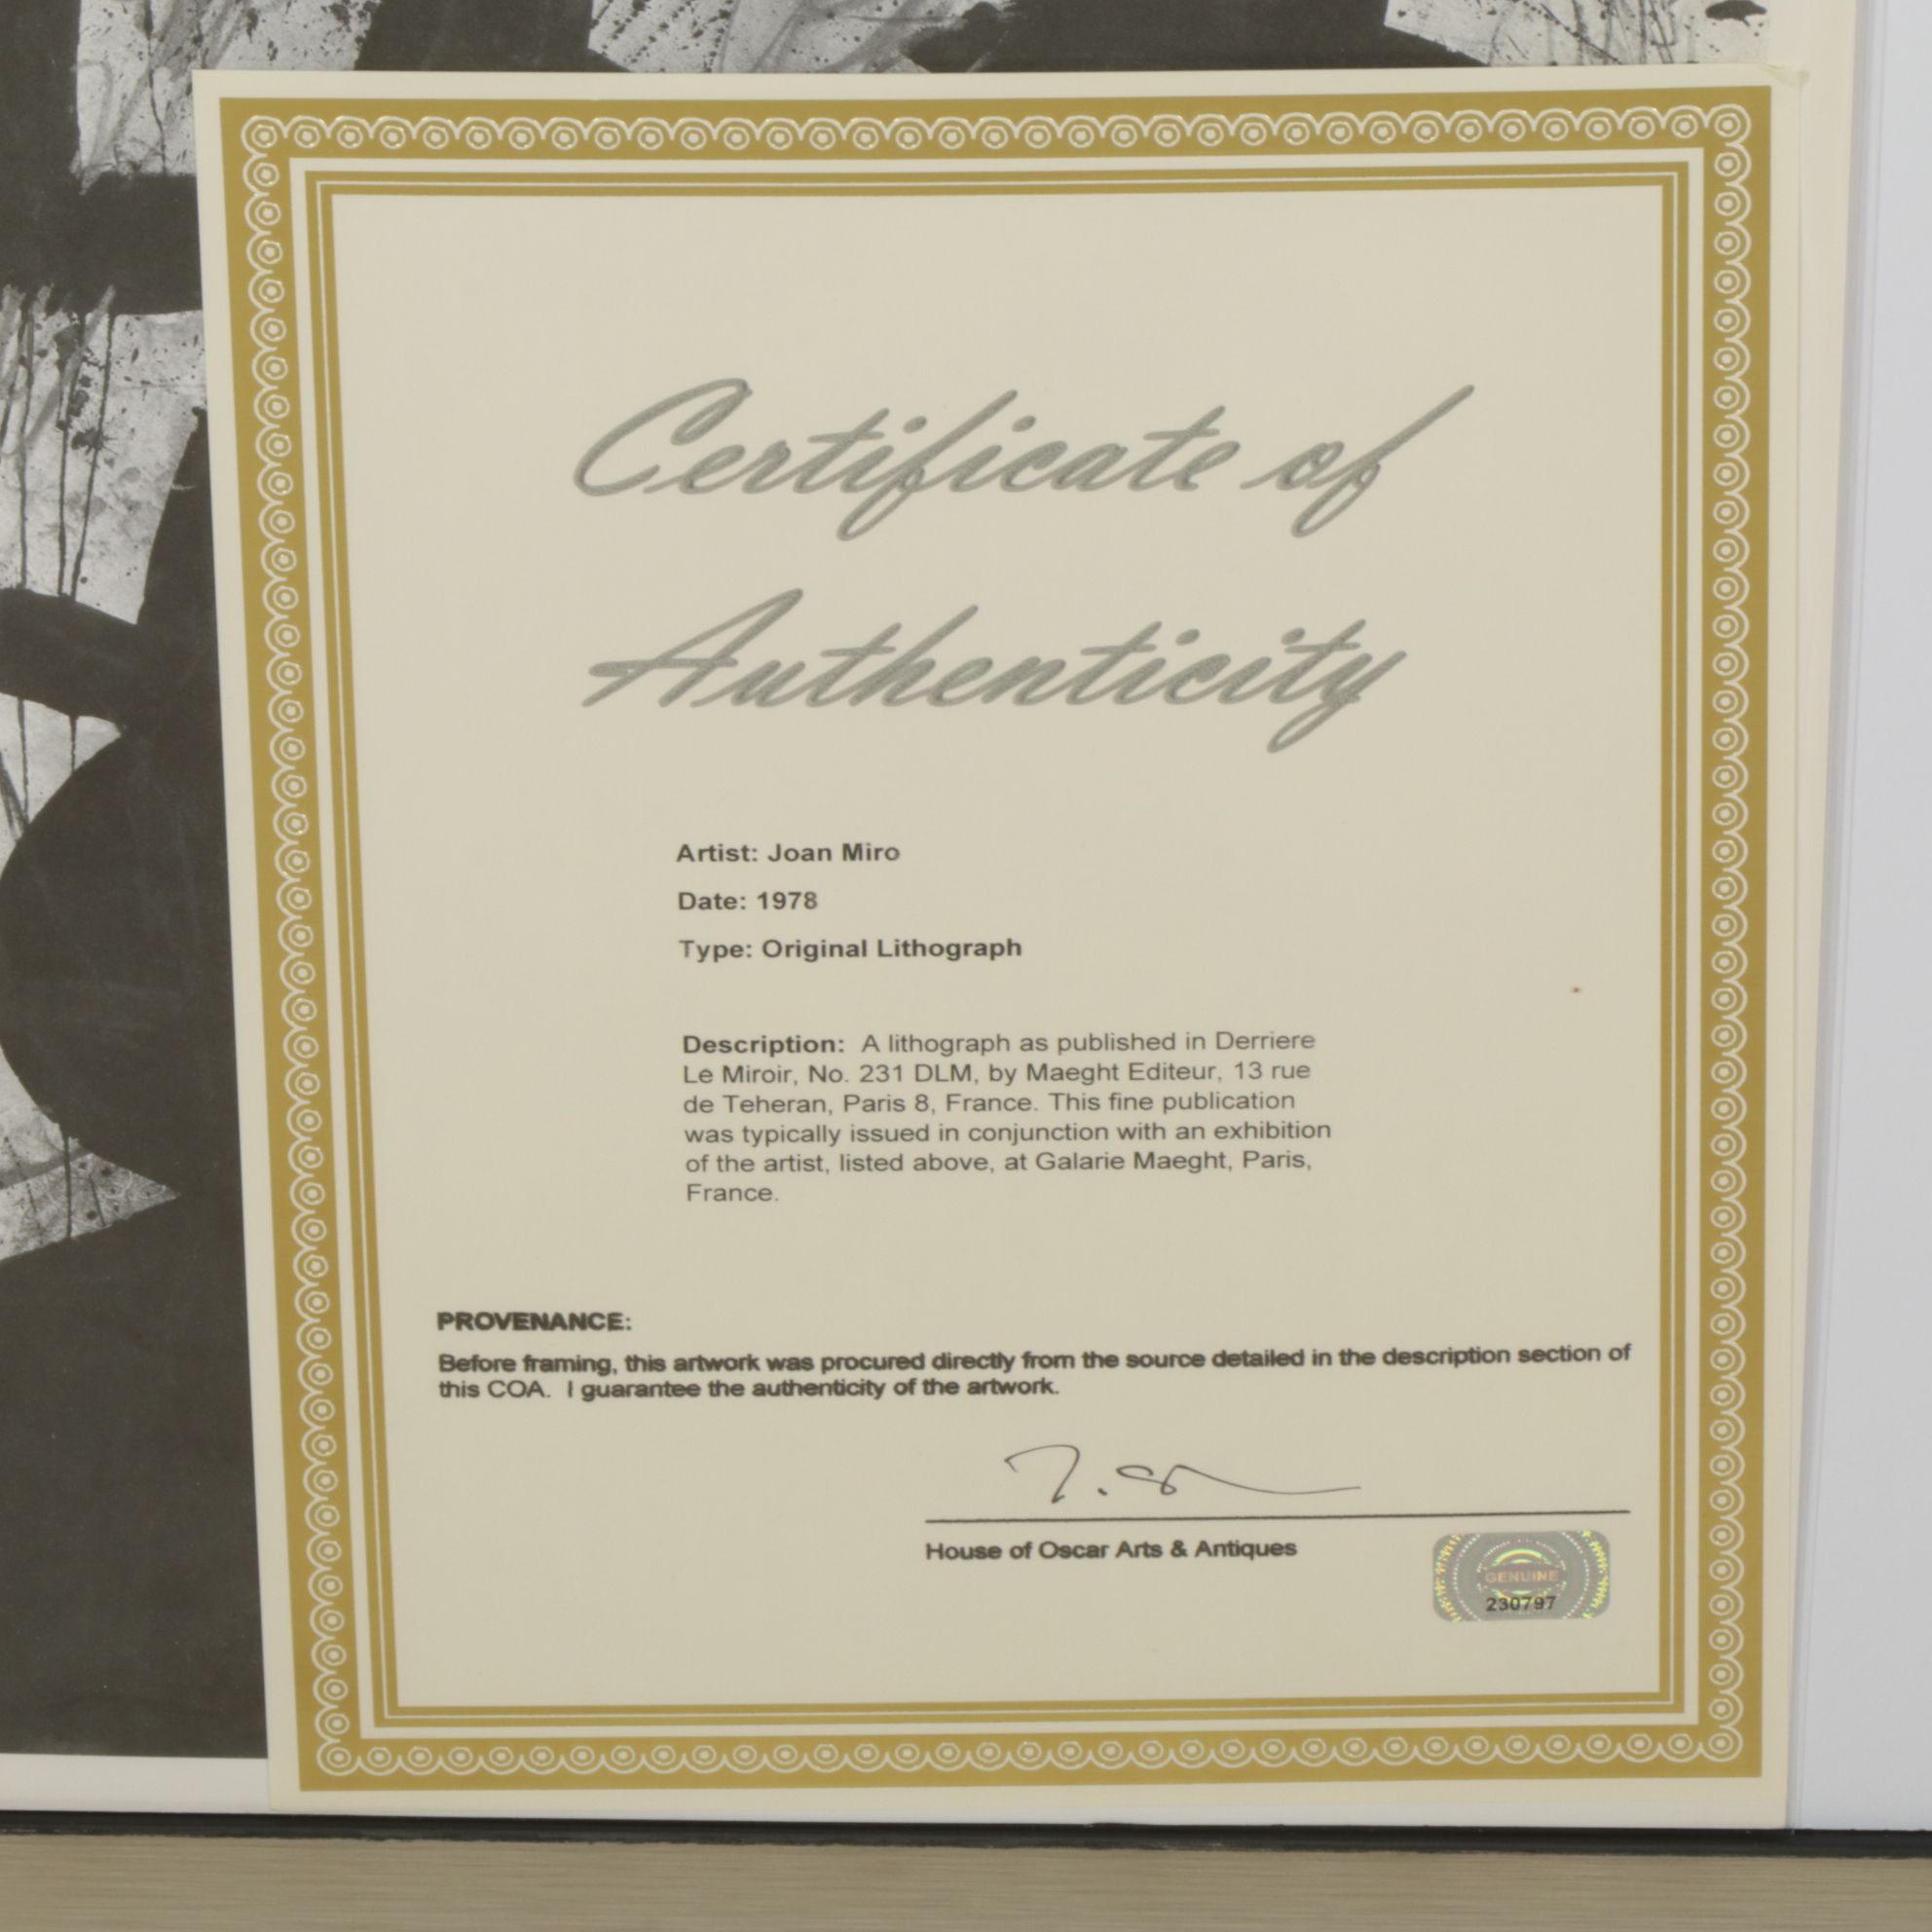 Certificate of
Authenticity
Artist: Joan Miro
Date: 1978
Type: Original Lithograph
Description: A lithograph as published in Derriere
Le Miroir, No. 231 DLM, by Maeght Editeur, 13 rue
de Teheran, Paris 8, France. This fine publication
was typically issued in conjunction with an exhibition
of the artist, listed above, at Galarie Maeght, Paris,
France.
PROVENANCE:
Before framing, this artwork was procured directly from the source detailed in the description section of
this COA. I guarantee the authenticity of the artwork.
House of Oscar Arts & Antiques
GENUINE
230797